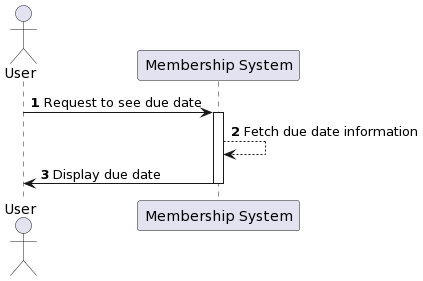 User
Membership System
1 Request to see due date
2 Fetch due date information
3 Display due date
User
Membership System